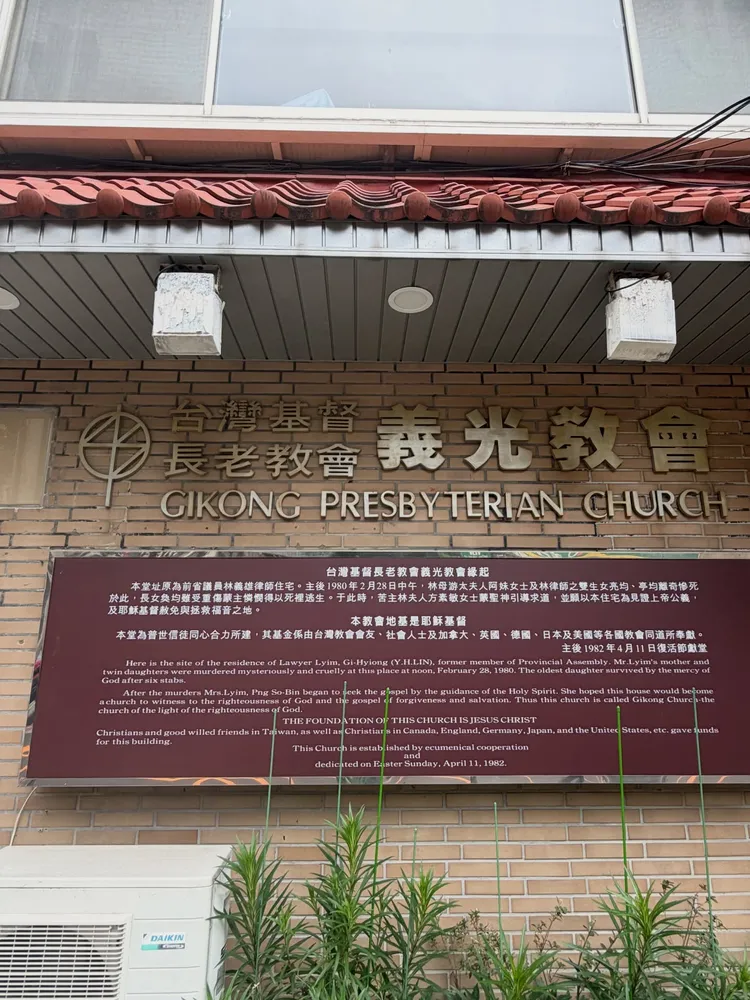 台灣基督
長老教會
義光教會
GIKONG PRESBYTERIAN CHURCH
台灣基督長老教會義光教會緣起
本堂址原為前省議員林義雄律師住宅。主後1980年2月28日中午,林母游太夫人阿妹女士及林律師之雙生女亮均、亭均離奇慘死
於此,長女奐均雖受重傷蒙主憐憫得以死裡逃生。于此時,苦主林夫人方素敏女士蒙聖神引導求道,並願以本住宅為見證上帝公義,
及耶穌基督赦免與拯救福音之地。
本教會地基是耶穌基督
本堂為普世信徒同心合力所建,其基金係由台灣教會會友、社會人士及加拿大、英國、德國、日本及美國等各國教會同道所奉獻。
主後1982年4月11日復活節獻堂
Here is the site of the residence of Lawyer Lyim, Gi-Hyiong (Y.H.LIN), former member of Provincial Assembly. Mr.Lyim's mother and
twin daughters were murdered mysteriously and cruelly at this place at noon, February 28, 1980. The oldest daughter survived by the mercy of
God after six stabs.
After the murders Mrs.Lyim, Png So-Bin began to seek the gospel by the guidance of the Holy Spirit. She hoped this house would become
a church to witness to the righteousness of God and the gospel of forgiveness and salvation. Thus this church is called Gikong Church-the
church of the light of the righteousness of God.
THE FOUNDATION OF THIS CHURCH IS JESUS CHRIST
Christians and good willed friends in Taiwan, as well as Christians in Canada, England, Germany, Japan, and the United States, etc. gave funds
for this building.
This Church is established by ecumenical cooperation
and
dedicated on Easter Sunday, April 11, 1982.
DAIKIN